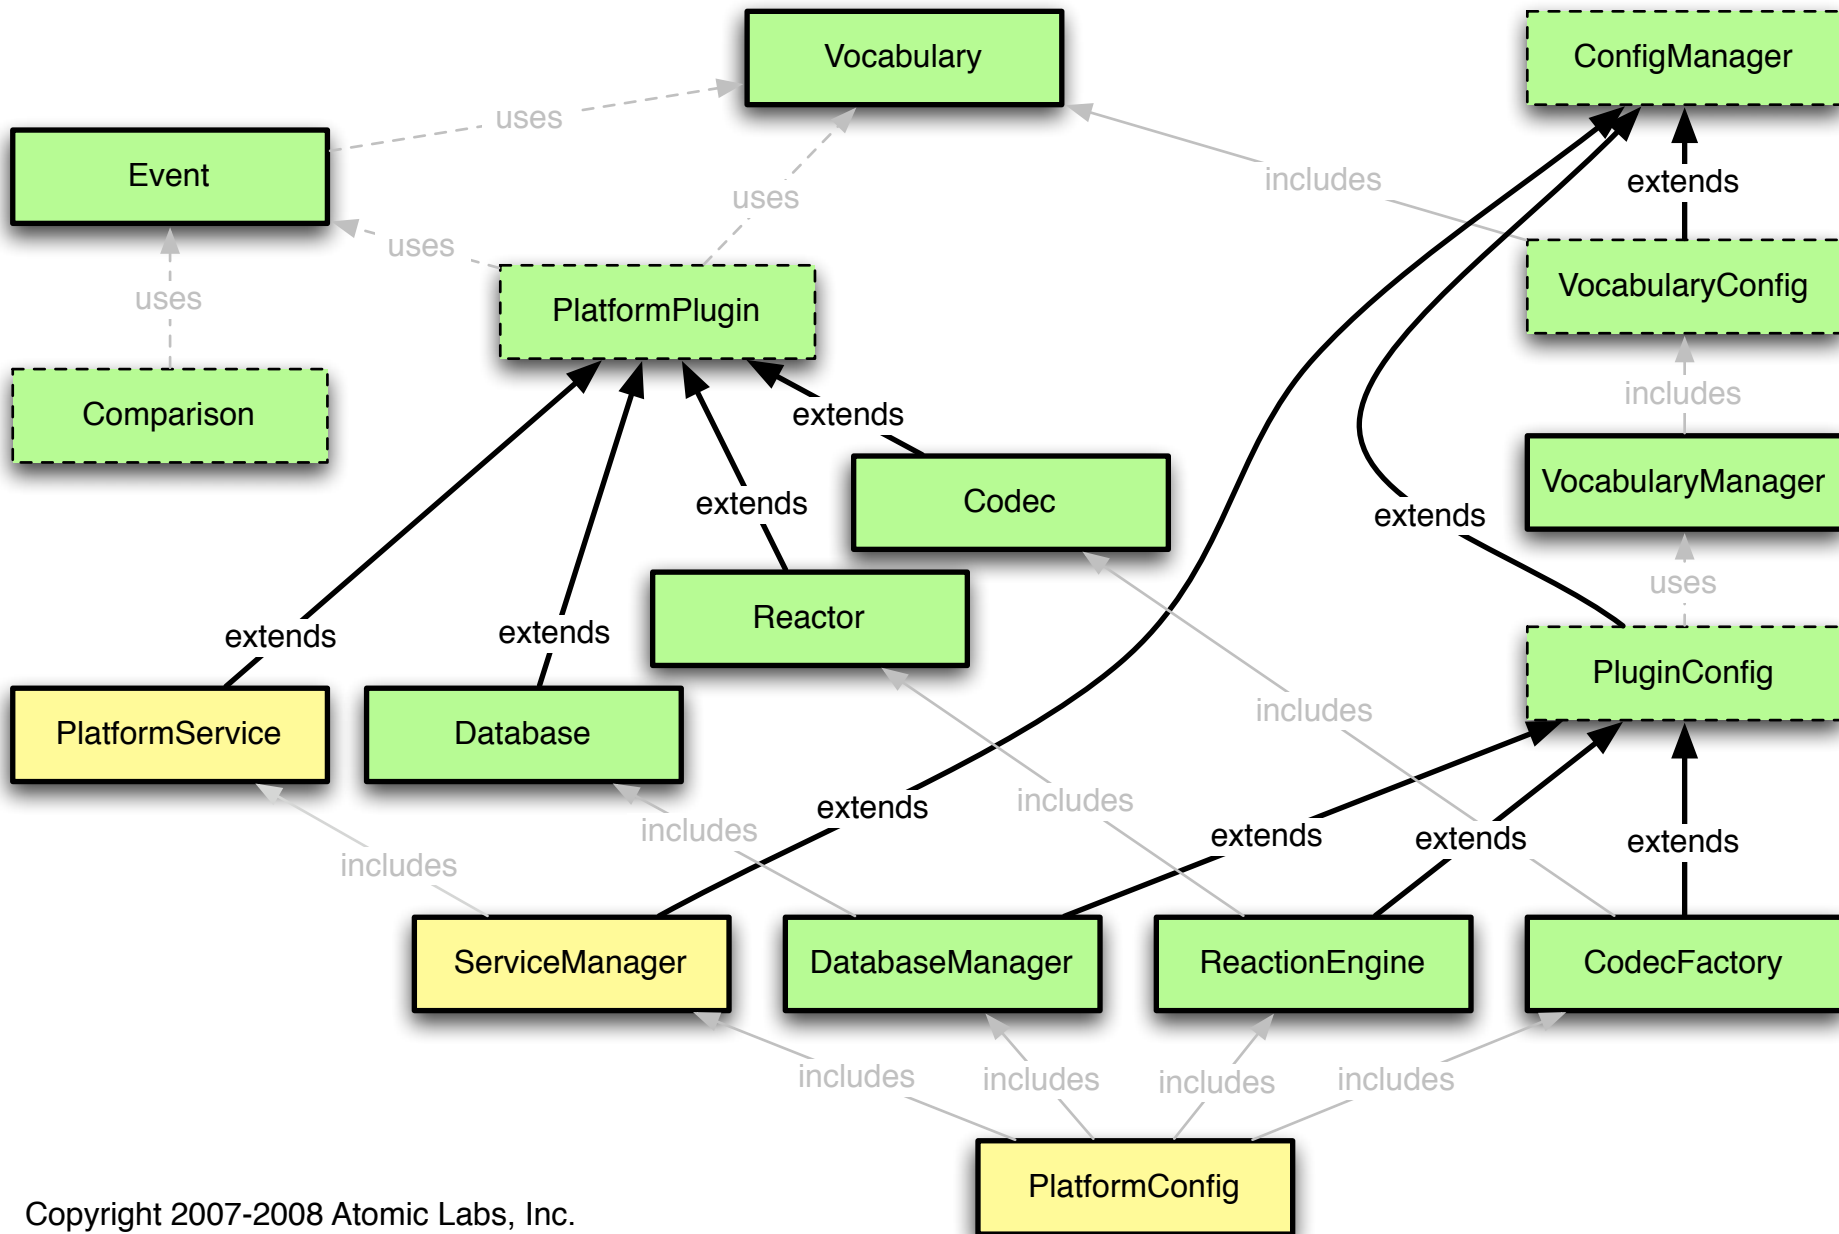 Vocabulary
ConfigManager
uses
Event
includes
extends
uses
uses
VocabularyConfig
uses
PlatformPlugin
includes
Comparison
extends
VocabularyManager
Codec
extends
extends
uses
Reactor
extends
extends
PluginConfig
includes
PlatformService
Database
includes
extends
includes
extends
extends
extends
includes
ServiceManager
DatabaseManager
ReactionEngine
CodecFactory
includes
includes
includes
includes
PlatformConfig
Copyright 2007-2008 Atomic Labs, Inc.